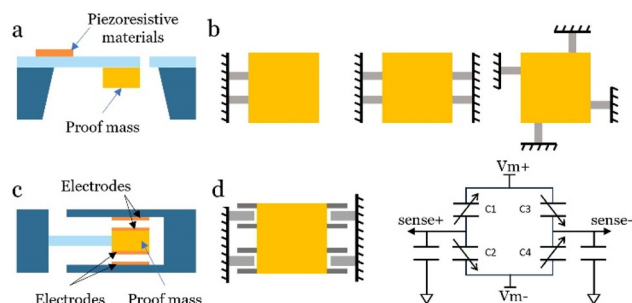 a
Piezoresistive
materials
Proof mass
b
c
Electrodes
Electrodes
Proof mass
d
Vm+
sense+
C1
C3
sense-
C2
C4
Vm-